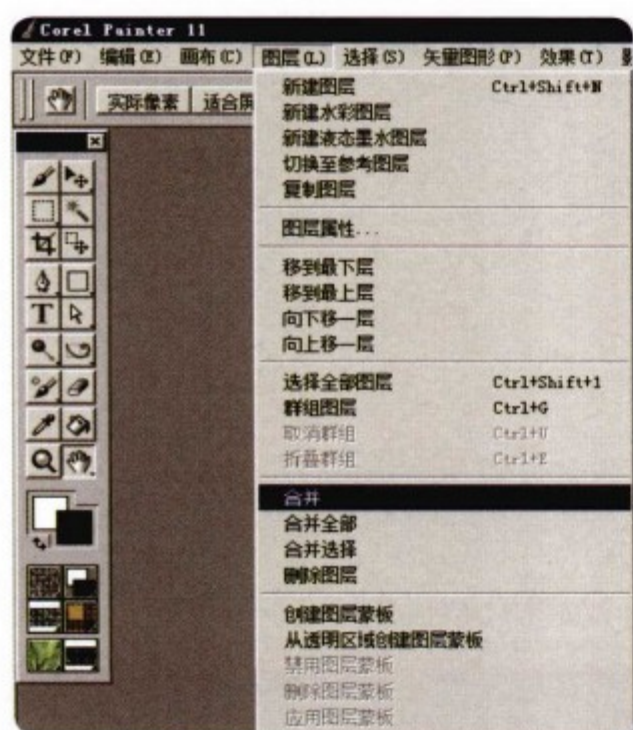 Corel Painter 11
文件(F) 编辑(E) 画布(C) 图层(L) 选择(S) 矢量图形(P) 效果(T)
实际像素 适合屏
新建图层 Ctrl+Shift+N
新建水彩图层
新建液态墨水图层
切换至参考图层
复制图层
图层属性...
移到最下层
移到最上层
向下移一层
向上移一层
选择全部图层 Ctrl+Shift+1
群组图层 Ctrl+G
取消群组 Ctrl+U
折叠群组 Ctrl+E
合并
合并全部
合并选择
删除图层
创建图层蒙板
从透明区域创建图层蒙板
禁用图层蒙板
删除图层蒙板
应用图层蒙板
T